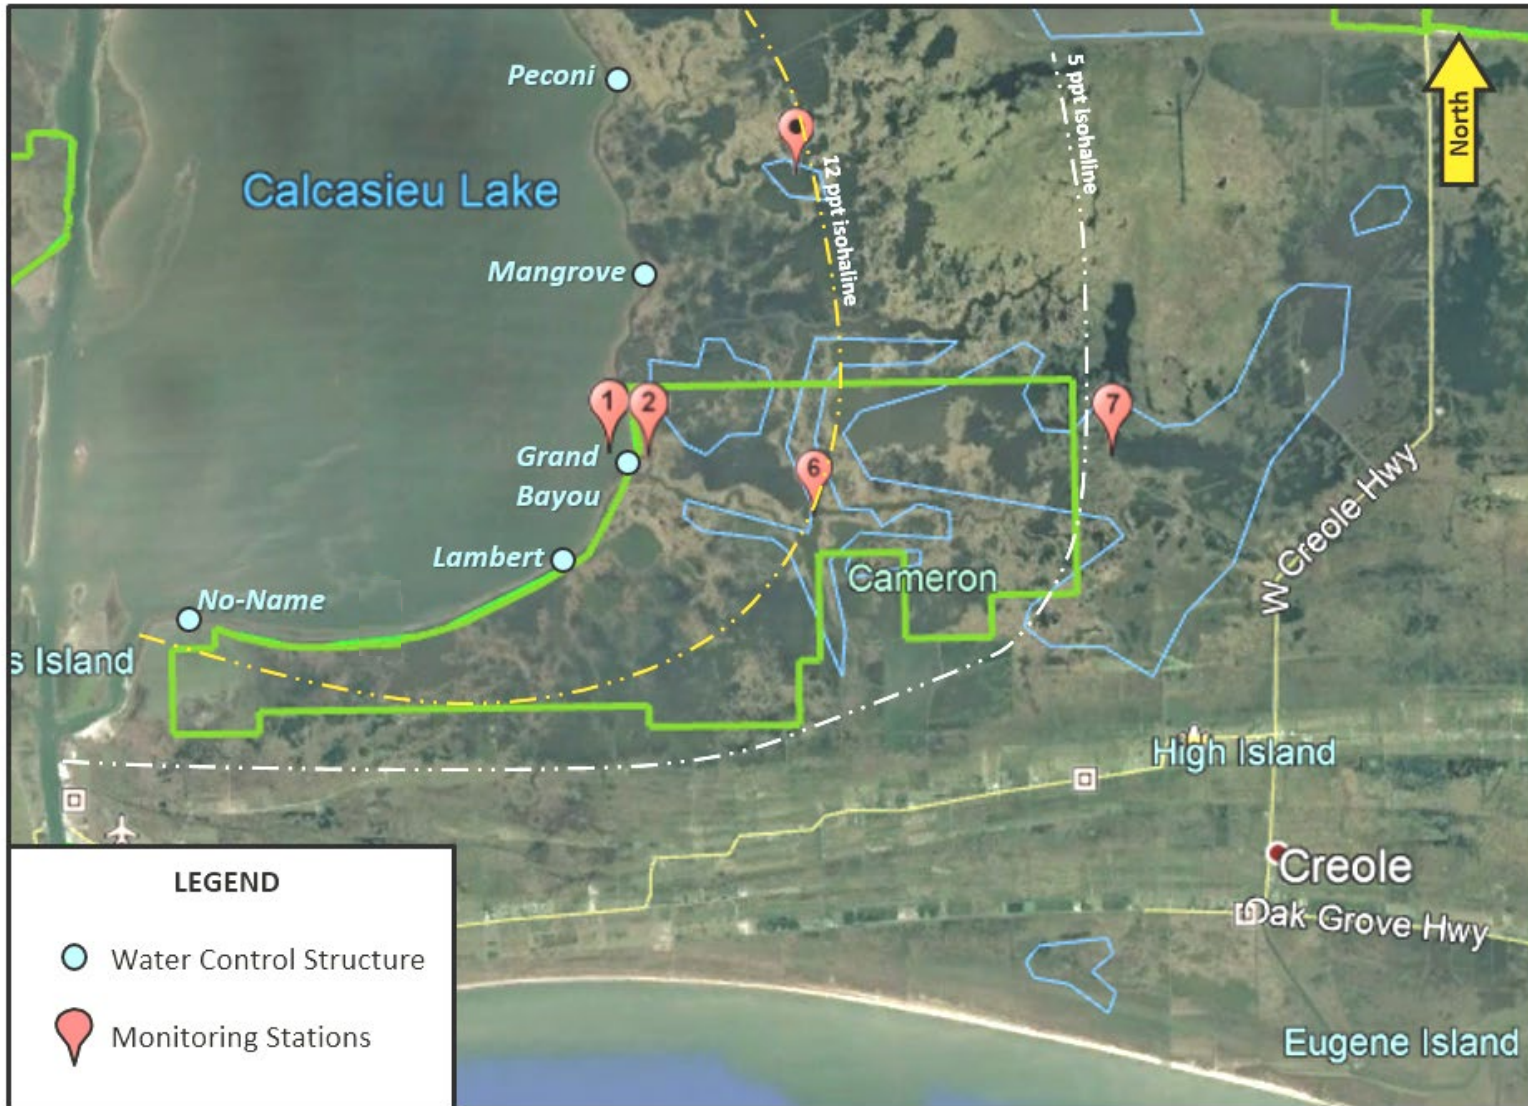 Peconi
5 ppt isohaline
North
12 ppt isohaline
Calcasieu Lake
Mangrove
1
2
7
Grand
Bayou
6
W Creole Hwy
Lambert
Cameron
No-Name
s Island
High Island
Creole
Oak Grove Hwy
LEGEND
Water Control Structure
Monitoring Stations
Eugene Island